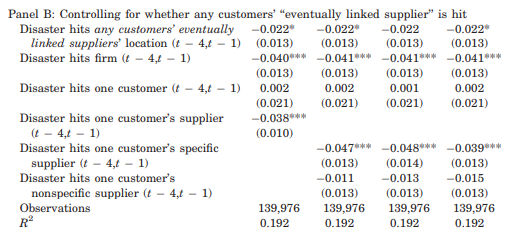 Panel B: Controlling for whether any customers' “eventually linked supplier” is hit
Disaster hits any customers' eventually −0.022* −0.022* −0.022 −0.022*
linked suppliers' location (t − 4,t − 1) (0.013) (0.013) (0.013) (0.013)
Disaster hits firm (t − 4,t − 1) −0.040*** −0.041*** −0.041*** −0.041***
(0.013) (0.013) (0.013) (0.013)
Disaster hits one customer (t − 4,t − 1) 0.002 0.002 0.001 0.002
(0.021) (0.021) (0.021) (0.021)
Disaster hits one customer's supplier −0.038***
(t − 4,t − 1) (0.010)
Disaster hits one customer's specific −0.047*** −0.048*** −0.039***
supplier (t − 4,t − 1) (0.013) (0.014) (0.013)
Disaster hits one customer's −0.011 −0.013 −0.015
nonspecific supplier (t − 4,t − 1) (0.013) (0.013) (0.013)
Observations 139,976 139,976 139,976 139,976
R² 0.192 0.192 0.192 0.192